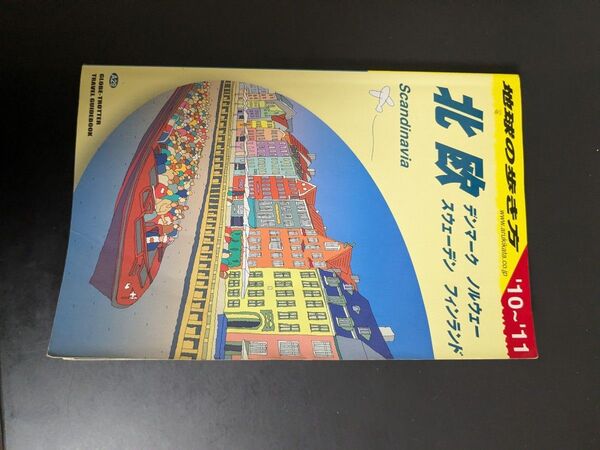 地球の歩き方
www.arukikata.co.jp
'10~'11
北欧
Scandinavia
デンマーク ノルウェー
スウェーデン フィンランド
GLOBE-TROTTER
TRAVEL GUIDEBOOK